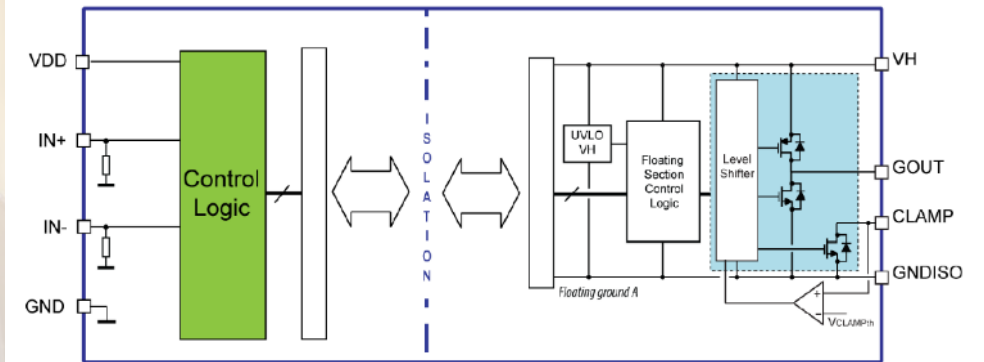 VDD
IN+
IN-
GND
Control
Logic
ISOLATION
UVLO
VH
Floating
Section
Control
Logic
Level
Shifter
Floating ground A
+
-
VCLAMPth
VH
GOUT
CLAMP
GNDISO